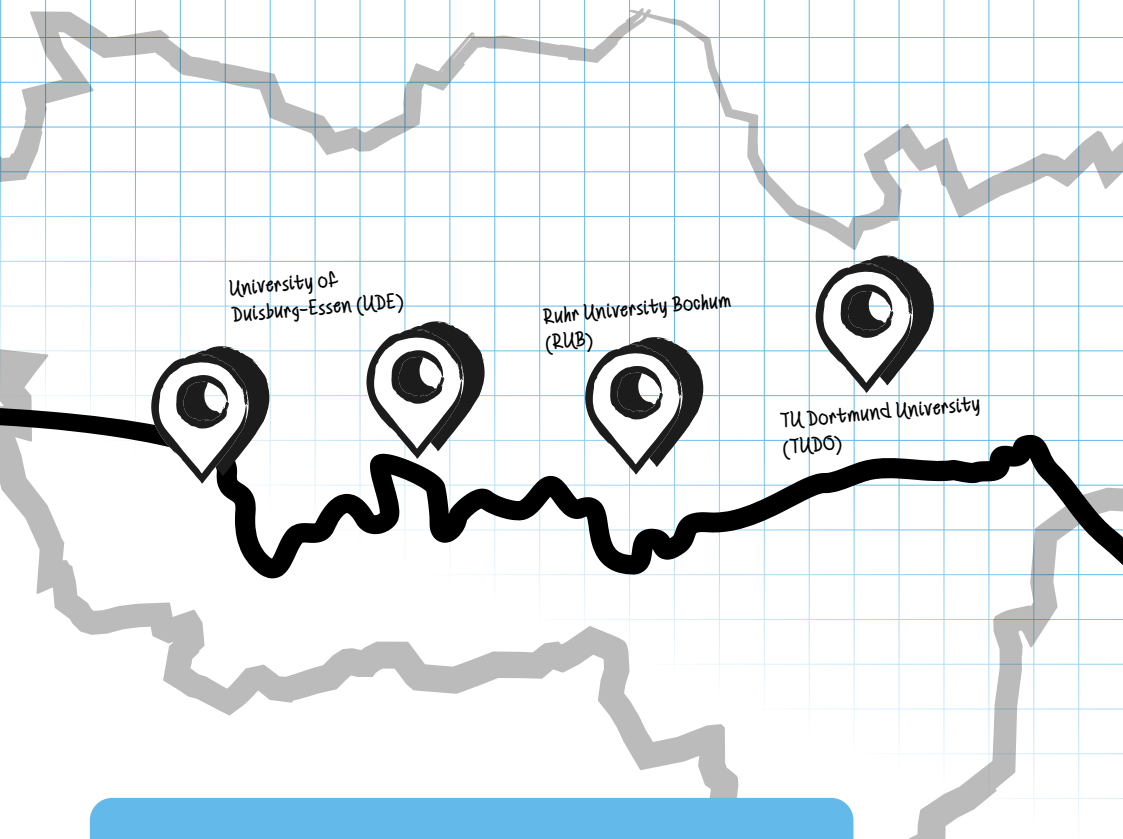 University of
Duisburg-Essen (UDE)
Ruhr University Bochum
(RUB)
TU Dortmund University
(TUDO)